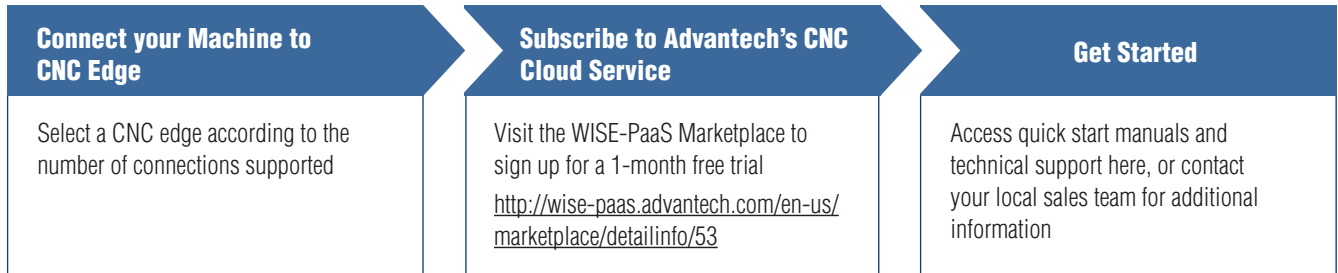 Connect your Machine to
CNC Edge
Select a CNC edge according to the
number of connections supported
Subscribe to Advantech's CNC
Cloud Service
Visit the WISE-PaaS Marketplace to
sign up for a 1-month free trial
http://wise-paas.advantech.com/en-us/
marketplace/detailinfo/53
Get Started
Access quick start manuals and
technical support here, or contact
your local sales team for additional
information